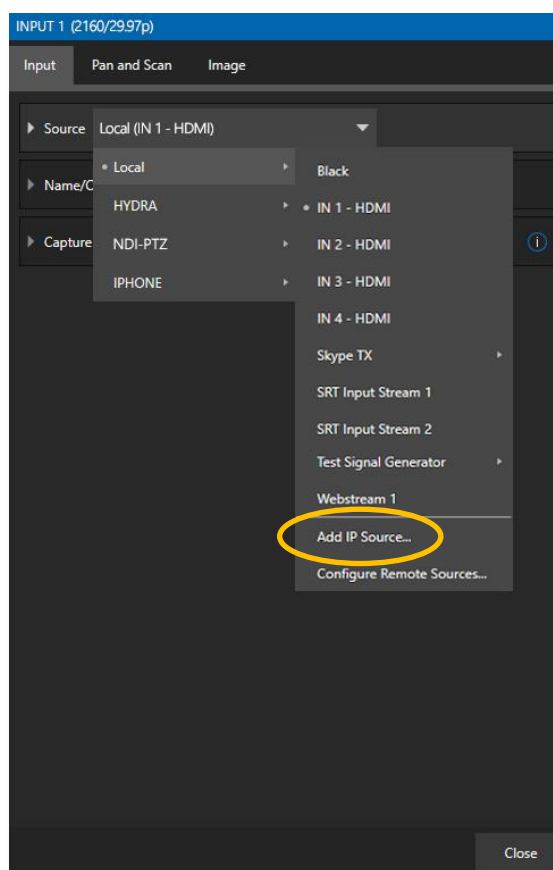 INPUT 1 (2160/29.97p)
Input Pan and Scan Image
Source Local (IN 1 - HDMI)
Name/C
Capture
Local
HYDRA
NDI-PTZ
IPHONE
Black
IN 1 - HDMI
IN 2 - HDMI
IN 3 - HDMI
IN 4 - HDMI
Skype TX
SRT Input Stream 1
SRT Input Stream 2
Test Signal Generator
Webstream 1
Add IP Source...
Configure Remote Sources...
Close